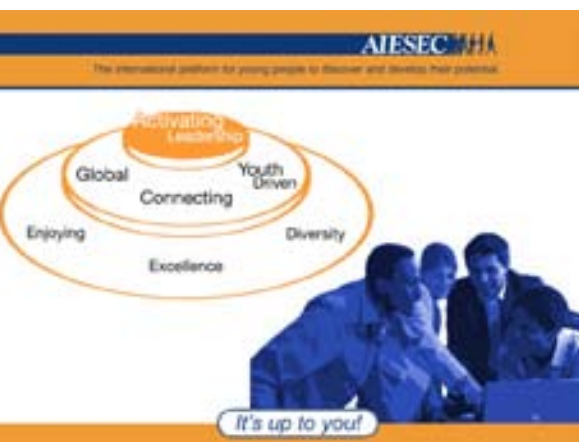 AIESEC
The international platform for young people to discover and develop their potential
Activating
Leadership
Global
Youth
Driven
Connecting
Enjoying
Diversity
Excellence
It's up to you!